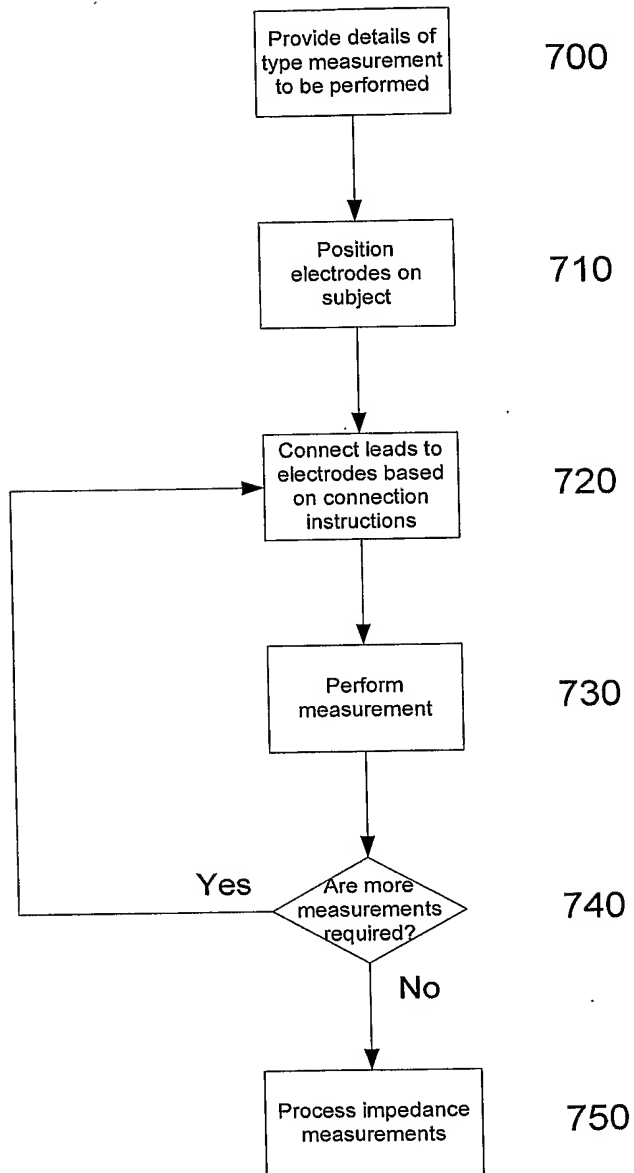 Provide details of
type measurement
to be performed
700
Position
electrodes on
subject
710
Connect leads to
electrodes based
on connection
instructions
720
Perform
measurement
730
Yes
Are more
measurements
required?
740
No
Process impedance
measurements
750